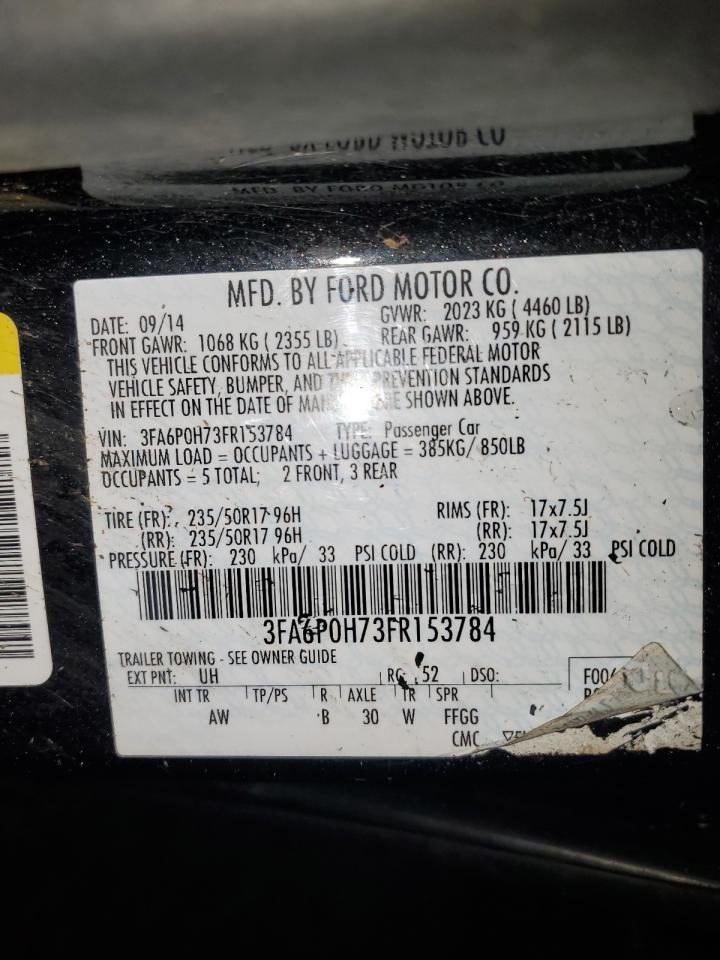 MFD. BY FORD MOTOR CO.
DATE: 09/14 GVWR: 2023 KG ( 4460 LB)
FRONT GAWR: 1068 KG ( 2355 LB) REAR GAWR: 959 KG ( 2115 LB)
THIS VEHICLE CONFORMS TO ALL APPLICABLE FEDERAL MOTOR
VEHICLE SAFETY, BUMPER, AND PREVENTION STANDARDS
IN EFFECT ON THE DATE OF SHOWN ABOVE.
VIN: 3FA6P0H73FR153784 TYPE: Passenger Car
MAXIMUM LOAD = OCCUPANTS + LUGGAGE = 385KG/ 850LB
OCCUPANTS = 5 TOTAL; 2 FRONT, 3 REAR
TIRE (FR): 235/50R17 96H RIMS (FR): 17x7.5J
(RR): 235/50R17 96H (RR): 17x7.5J
PRESSURE (FR): 230 kPa/ 33 PSI COLD (RR): 230 kPa/ 33 PSI COLD
3FA6P0H73FR153784
TRAILER TOWING - SEE OWNER GUIDE
EXT PNT: UH RC: 52 DSO:
INT TR TP/PS R AXLE TR SPR
AW B 30 W FFGG
CMC